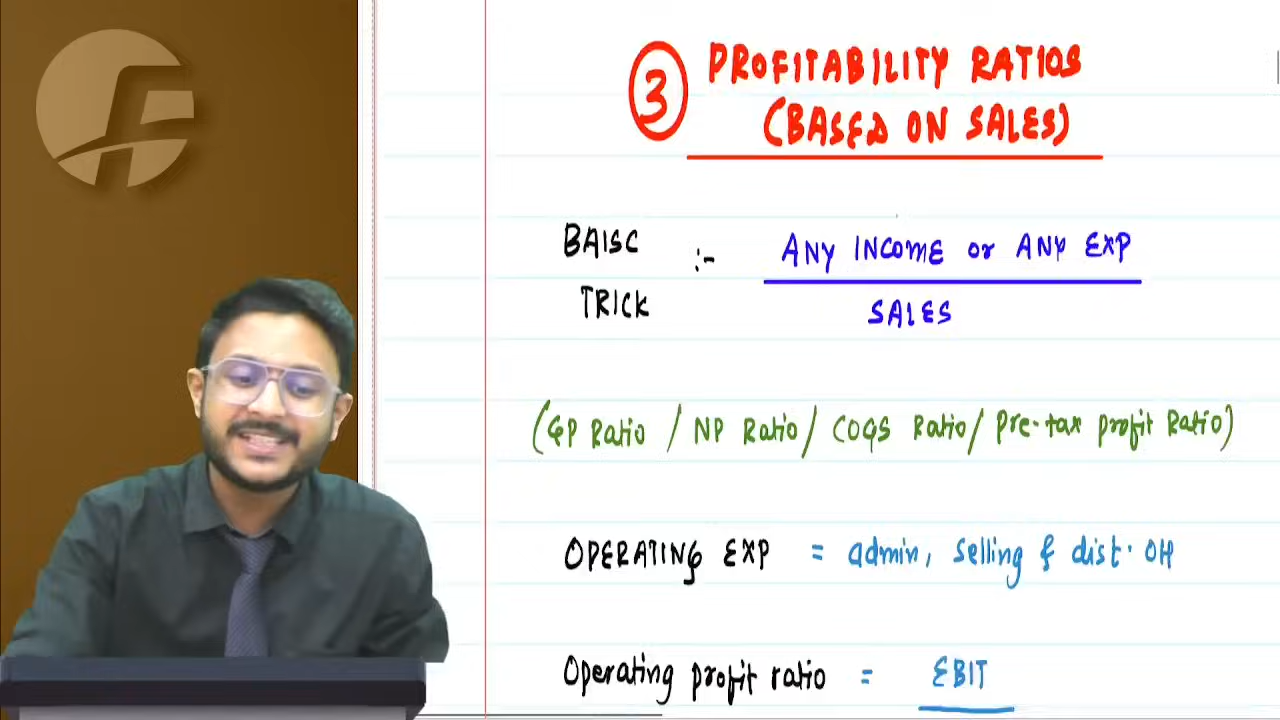 3 PROFITABILITY RATIOS
(BASED ON SALES)
BAISC TRICK :- ANY INCOME or ANY EXP
SALES
(GP Ratio / NP Ratio / COGS Ratio / Pre-tax profit Ratio)
OPERATING EXP = admin, selling & dist. OH
Operating profit ratio = EBIT